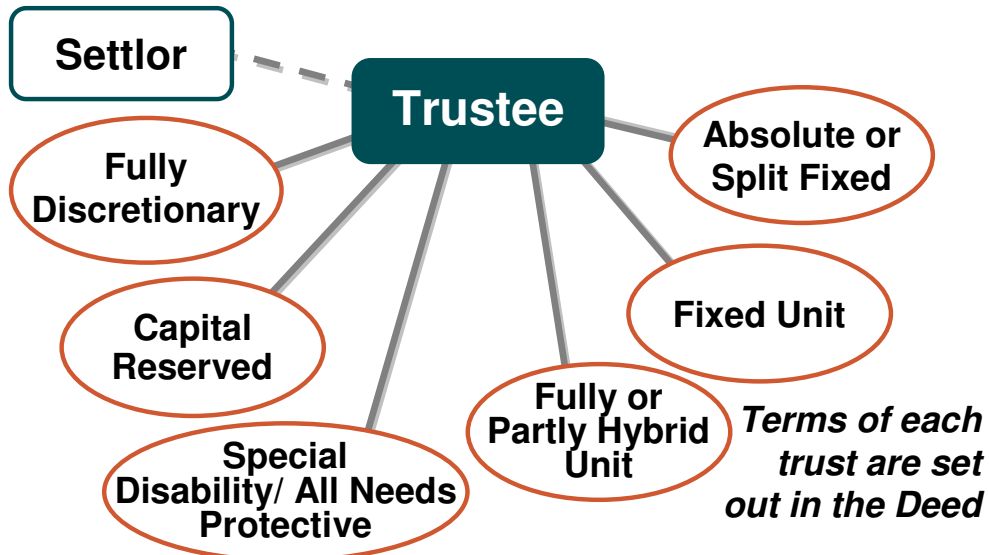 Settlor
Trustee
Absolute or
Split Fixed
Fully
Discretionary
Fixed Unit
Capital
Reserved
Fully or
Partly Hybrid
Unit
Special
Disability/ All Needs
Protective
Terms of each
trust are set
out in the Deed